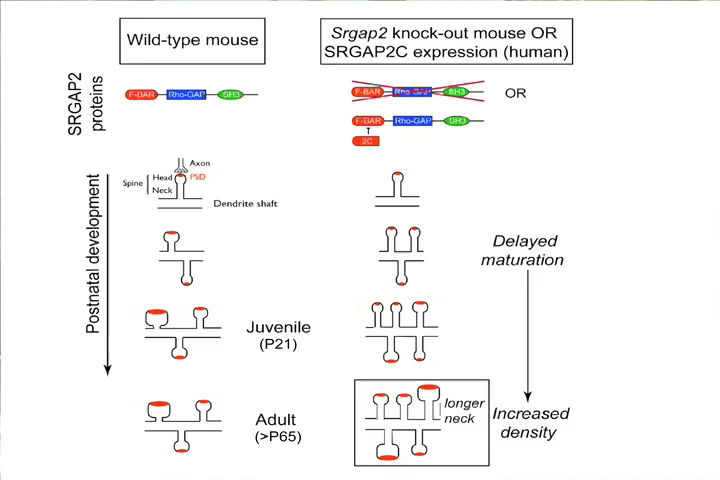 Wild-type mouse
Srgap2 knock-out mouse OR
SRGAP2C expression (human)
SRGAP2
proteins
F-BAR Rho-GAP SH3
F-BAR Rho-GAP SH3 OR
F-BAR Rho-GAP SH3
2C
Postnatal development
Axon
Spine Head PSD
Neck
Dendrite shaft
Delayed
maturation
Juvenile
(P21)
Adult
(>P65)
longer
neck
Increased
density